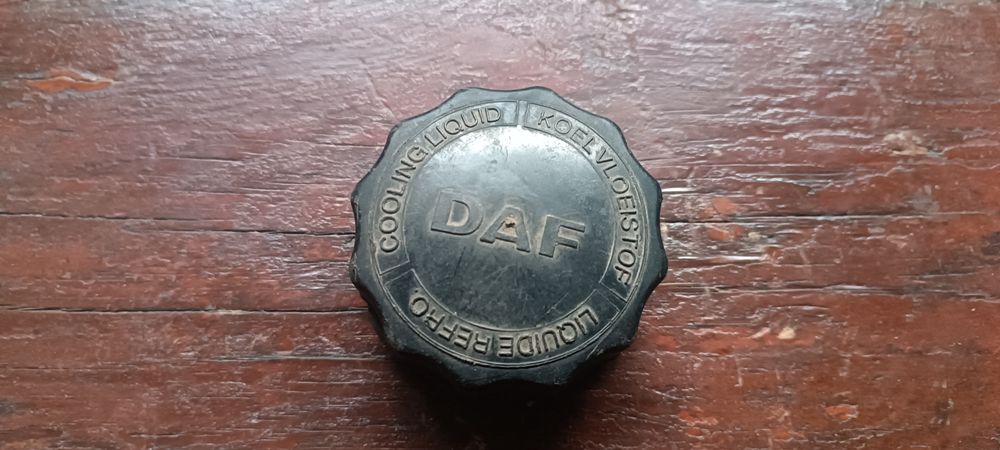 COOLING LIQUID
KOELVLOEISTOF
LIQUIDE REFRO.
DAF